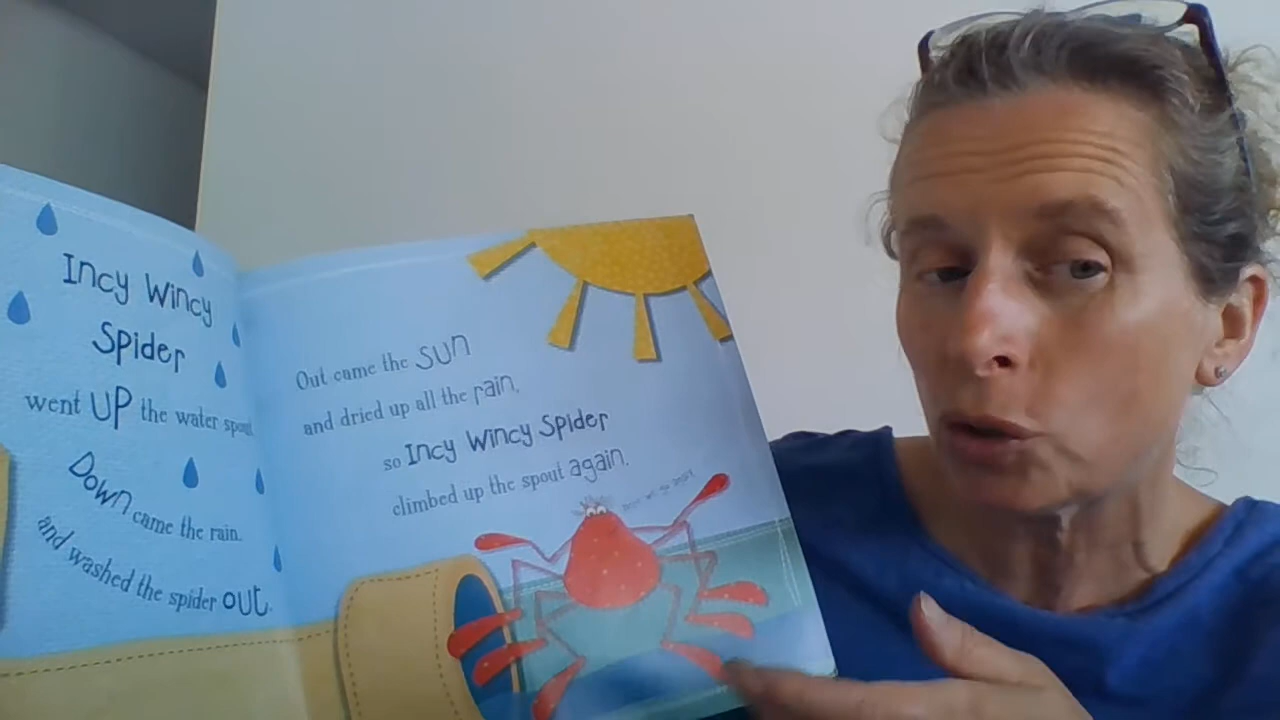 Incy Wincy
Spider
went UP the water spout
Down came the rain
and washed the spider out.
Out came the sun
and dried up all the rain,
so Incy Wincy Spider
climbed up the spout again.